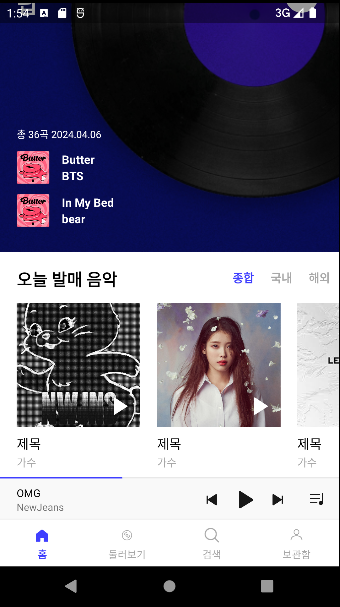 1:54
3G
총 36곡 2024.04.06
Butter
Butter
BTS
Butter
In My Bed
bear
오늘 발매 음악
종합 국내 해외
NWJNS
LE
제목
가수
제목
가수
제목
가수
OMG
NewJeans
홈
둘러보기
검색
보관함